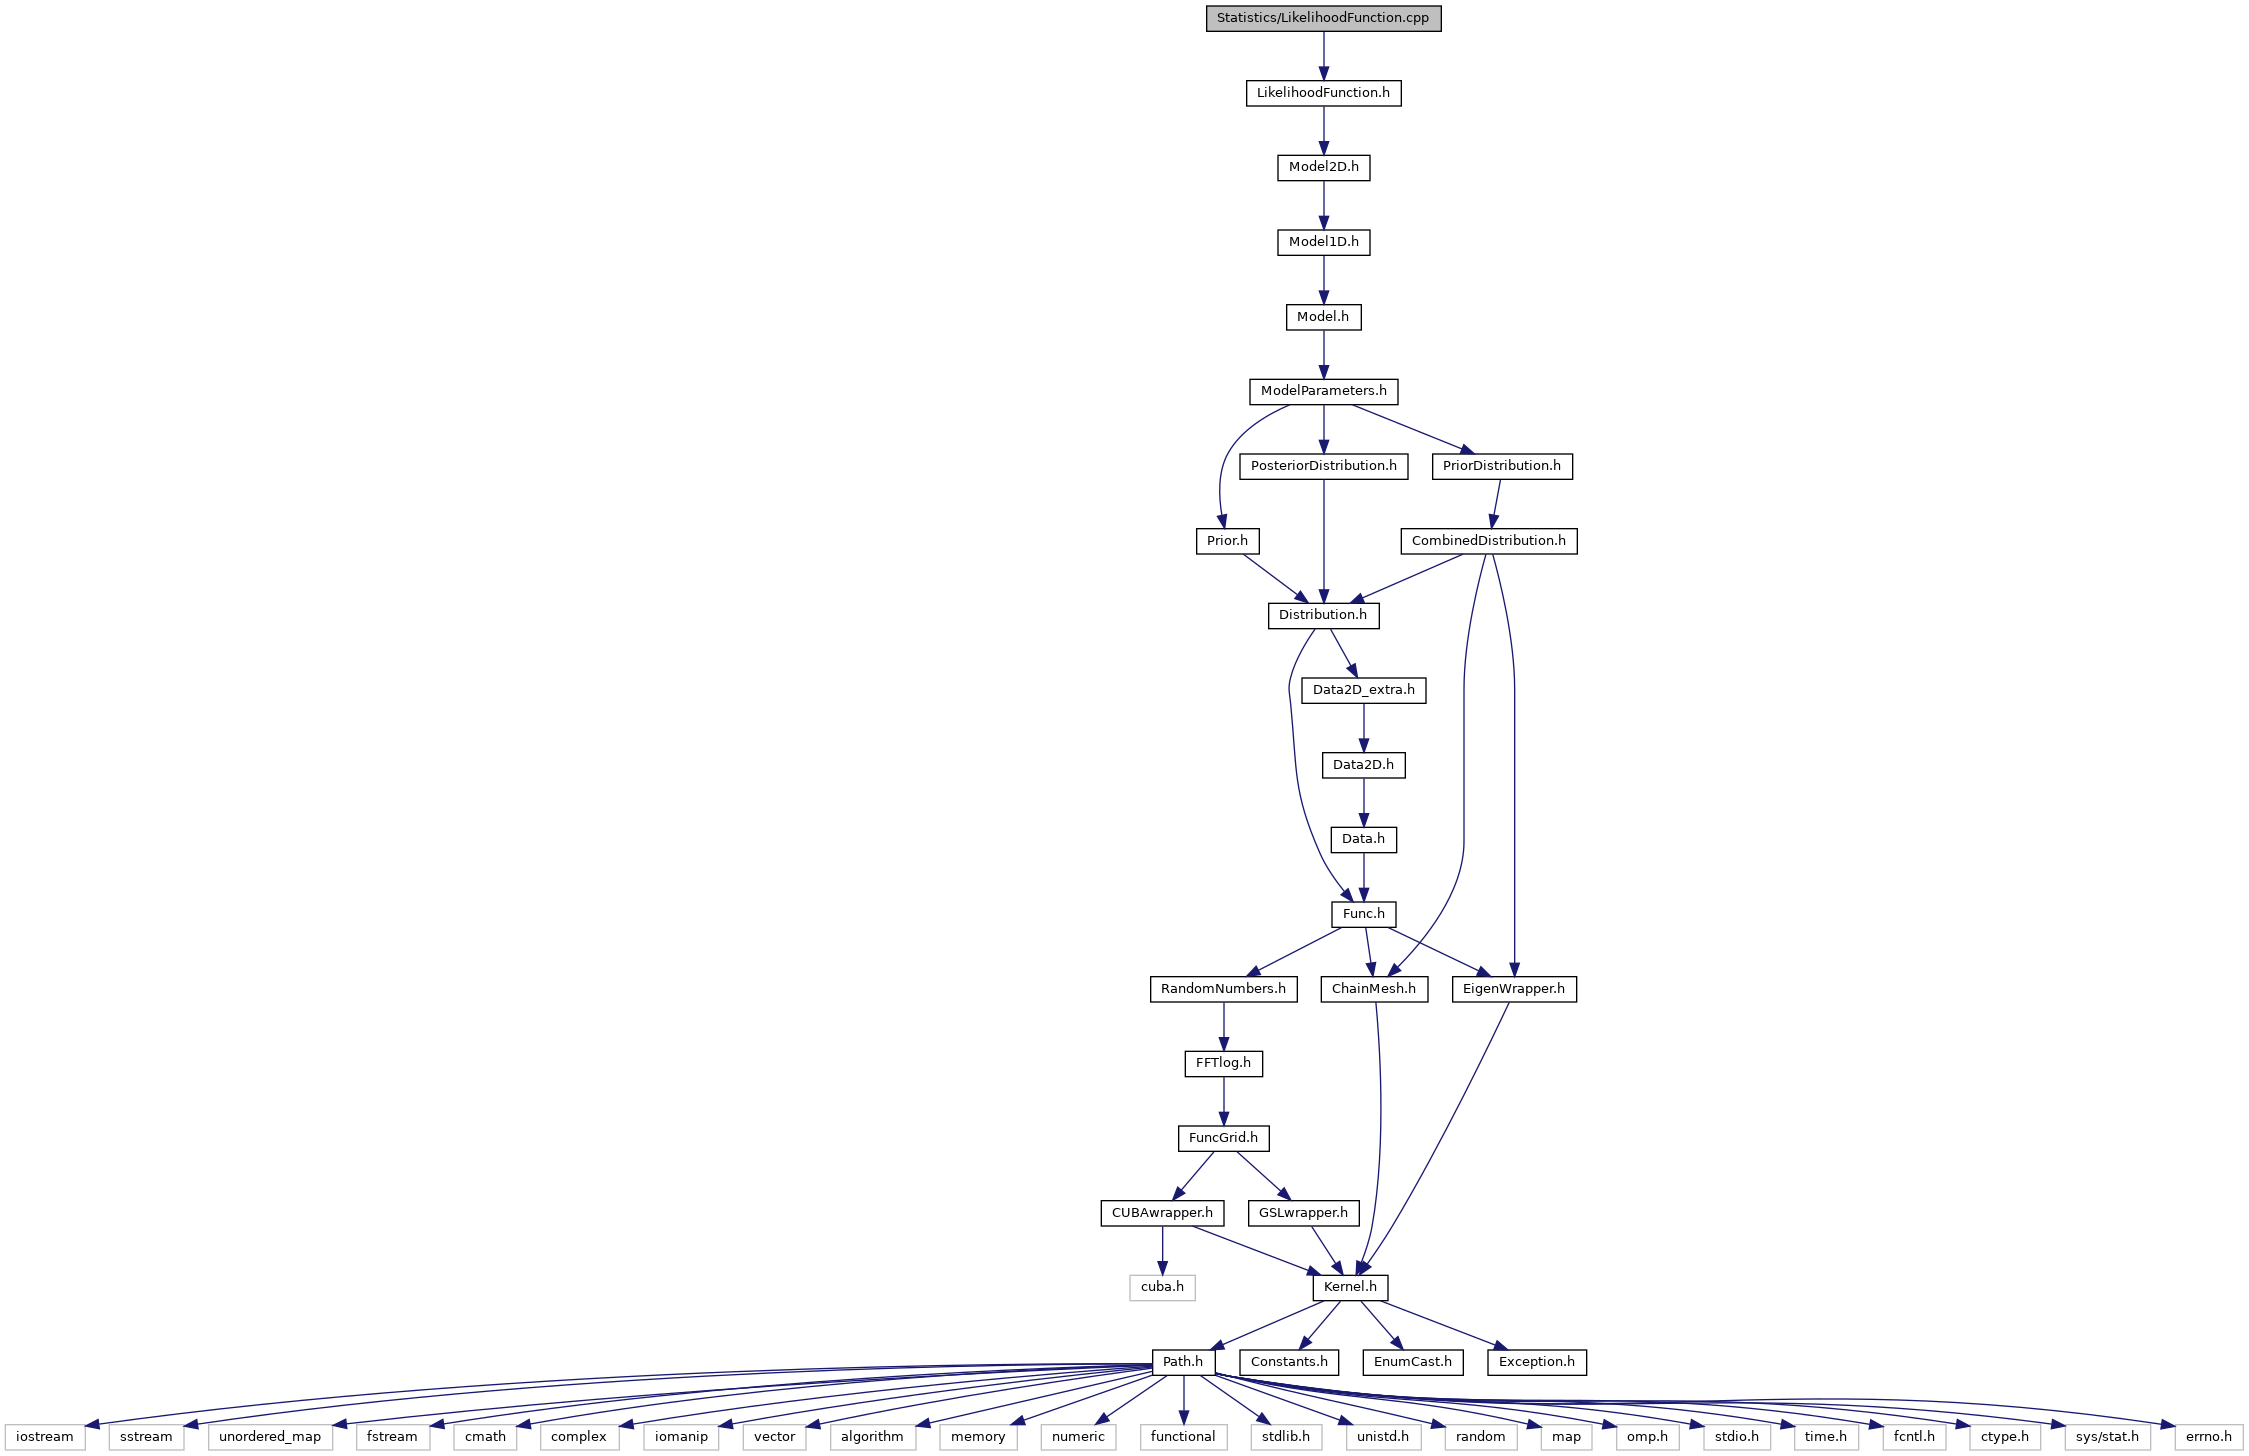 Statistics/LikelihoodFunction.cpp
LikelihoodFunction.h
Model2D.h
Model1D.h
Model.h
ModelParameters.h
PosteriorDistribution.h
PriorDistribution.h
Prior.h
CombinedDistribution.h
Distribution.h
Data2D_extra.h
Data2D.h
Data.h
Func.h
RandomNumbers.h
ChainMesh.h
EigenWrapper.h
FFTlog.h
FuncGrid.h
CUBAwrapper.h
GSLwrapper.h
cuba.h
Kernel.h
Path.h
Constants.h
EnumCast.h
Exception.h
iostream
sstream
unordered_map
fstream
cmath
complex
iomanip
vector
algorithm
memory
numeric
functional
stdlib.h
unistd.h
random
map
omp.h
stdio.h
time.h
fcntl.h
ctype.h
sys/stat.h
errno.h